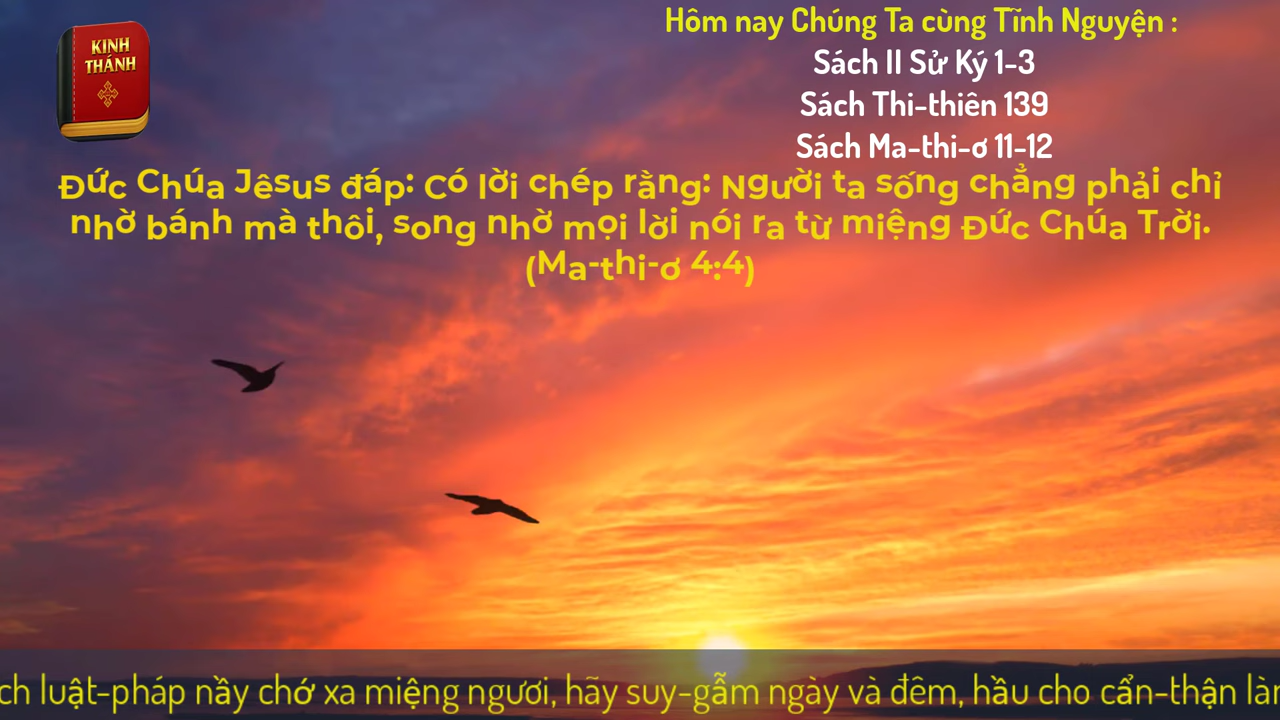 KINH
THÁNH
Hôm nay Chúng Ta cùng Tĩnh Nguyện :
Sách II Sử Ký 1-3
Sách Thi-thiên 139
Sách Ma-thi-ơ 11-12
Đức Chúa Jêsus đáp: Có lời chép rằng: Người ta sống chẳng phải chỉ
nhờ bánh mà thôi, song nhờ mọi lời nói ra từ miệng Đức Chúa Trời.
(Ma-thi-ơ 4:4)
ch luật-pháp nầy chớ xa miệng ngươi, hãy suy-gẫm ngày và đêm, hầu cho cẩn-thận làm